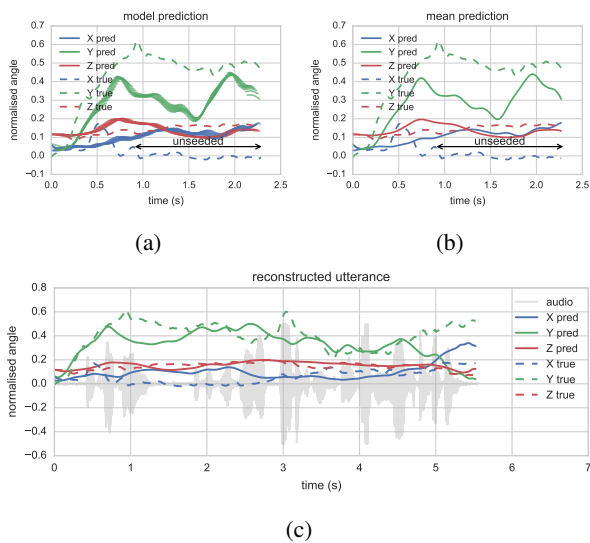 model prediction
normalised angle
0.7
0.6
0.5
0.4
0.3
0.2
0.1
0.0
−0.1
X pred
Y pred
Z pred
X true
Y true
Z true
unseeded
0.0 0.5 1.0 1.5 2.0 2.5
time (s)
(a)
mean prediction
normalised angle
0.7
0.6
0.5
0.4
0.3
0.2
0.1
0.0
−0.1
X pred
Y pred
Z pred
X true
Y true
Z true
unseeded
0.0 0.5 1.0 1.5 2.0 2.5
time (s)
(b)
reconstructed utterance
normalised angle
0.8
0.6
0.4
0.2
0.0
−0.2
−0.4
−0.6
audio
X pred
Y pred
Z pred
X true
Y true
Z true
0 1 2 3 4 5 6 7
time (s)
(c)